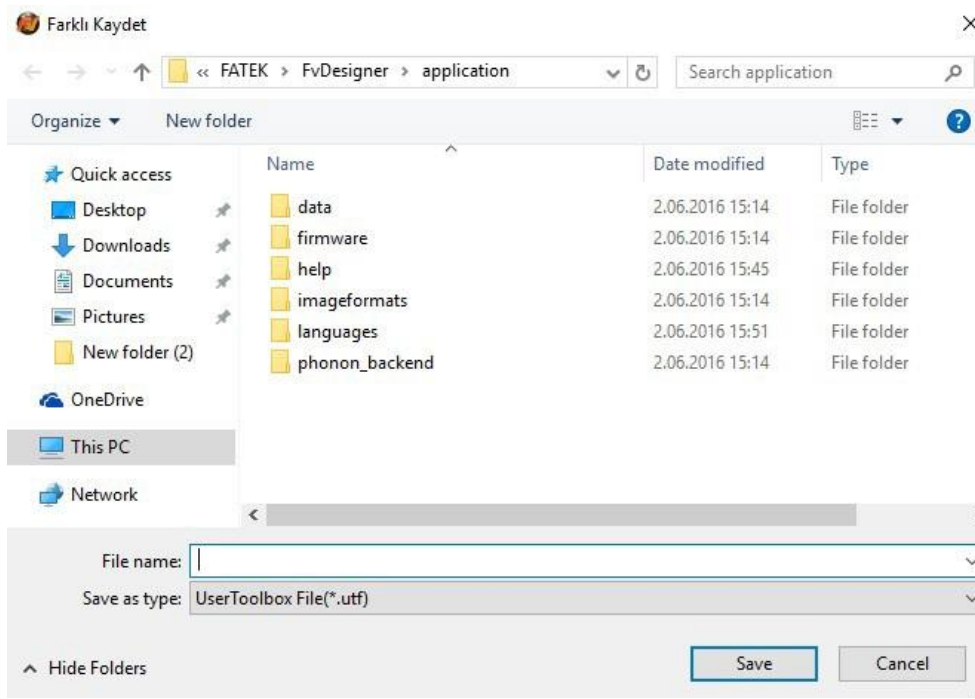 Farklı Kaydet
« FATEK > FvDesigner > application
Search application
Organize
New folder
Name
Date modified
Type
Quick access
Desktop
Downloads
Documents
Pictures
New folder (2)
OneDrive
This PC
Network
data 2.06.2016 15:14 File folder
firmware 2.06.2016 15:14 File folder
help 2.06.2016 15:45 File folder
imageformats 2.06.2016 15:14 File folder
languages 2.06.2016 15:51 File folder
phonon_backend 2.06.2016 15:14 File folder
File name:
Save as type: UserToolbox File(*.utf)
Hide Folders
Save
Cancel